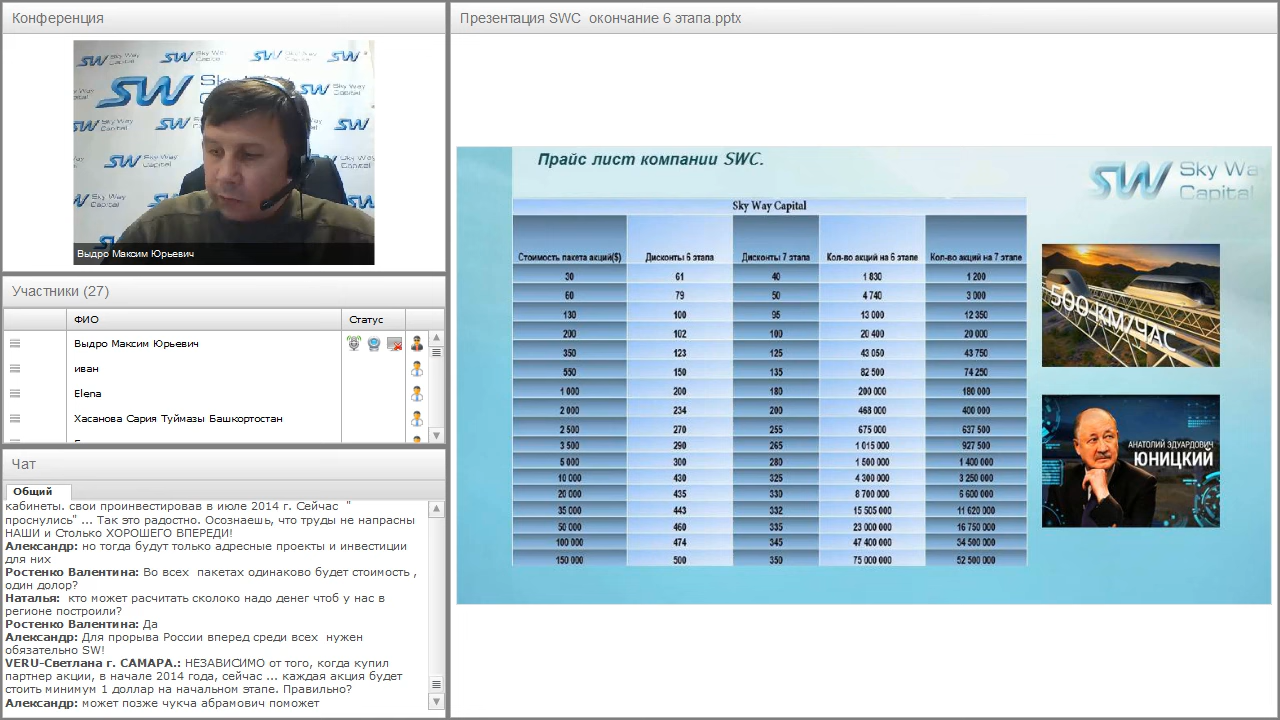 Конференция
SW Sky Way Capital
Выдро Максим Юрьевич
Участники (27)
ФИО Статус
Выдро Максим Юрьевич
иван
Elena
Хасанова Сария Туймазы Башкортостан
Чат
Общий
кабинеты. свои проинвестировав в июле 2014 г. Сейчас "
проснулись" ... Так это радостно. Осознаешь, что труды не напрасны
НАШИ и Столько ХОРОШЕГО ВПЕРЕДИ!
Александр: но тогда будут только адресные проекты и инвестиции
для них
Ростенко Валентина: Во всех пакетах одинаково будет стоимость ,
один долор?
Наталья: кто может расчитать сколоко надо денег чтоб у нас в
регионе построили?
Ростенко Валентина: Да
Александр: Для прорыва России вперед среди всех нужен
обязательно SW!
VERU-Светлана г. САМАРА.: НЕЗАВИСИМО от того, когда купил
партнер акции, в начале 2014 года, сейчас ... каждая акция будет
стоить минимум 1 доллар на начальном этапе. Правильно?
Александр: может позже чукча абрамович поможет
Презентация SWC окончание 6 этапа.pptx
Прайс лист компании SWC.
SW Sky Wa
Capital
Sky Way Capital
Стоимость пакета акций($) Дисконты 6 этапа Дисконты 7 этапа Кол-во акций на 6 этапе Кол-во акций на 7 этапе
30 61 40 1 830 1 200
60 79 50 4 740 3 000
130 100 95 13 000 12 350
200 102 100 20 400 20 000
350 123 125 43 050 43 750
550 150 135 82 500 74 250
1 000 200 180 200 000 180 000
2 000 234 200 468 000 400 000
2 500 270 255 675 000 637 500
3 500 290 265 1 015 000 927 500
5 000 300 280 1 500 000 1 400 000
10 000 430 325 4 300 000 3 250 000
20 000 435 330 8 700 000 6 600 000
35 000 443 332 15 505 000 11 620 000
50 000 460 335 23 000 000 16 750 000
100 000 474 345 47 400 000 34 500 000
150 000 500 350 75 000 000 52 500 000
500 КМ/ЧАС
АНАТОЛИЙ ЭДУАРДОВИЧ
ЮНИЦКИЙ